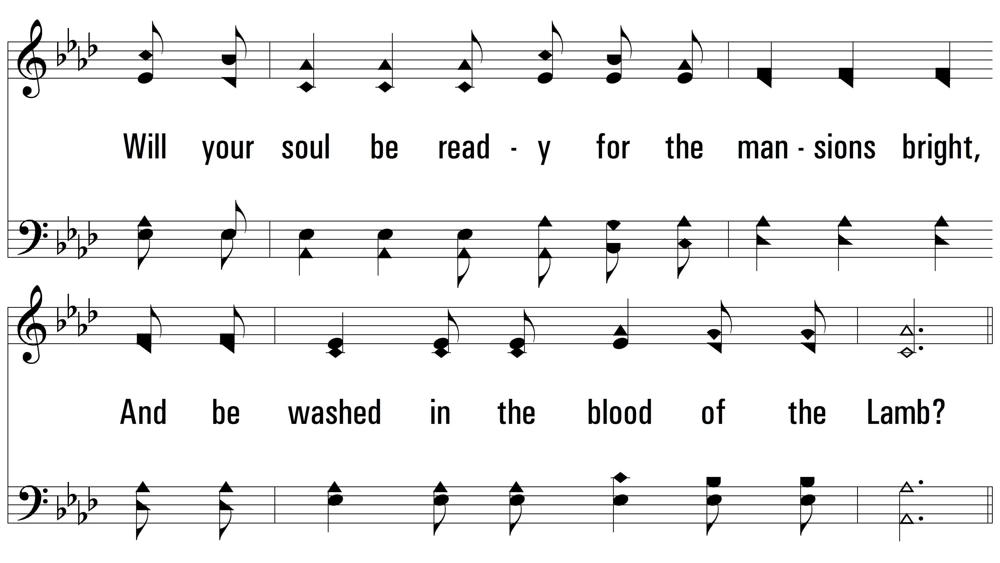 Will your soul be read - y for the man - sions bright,
And be washed in the blood of the Lamb?